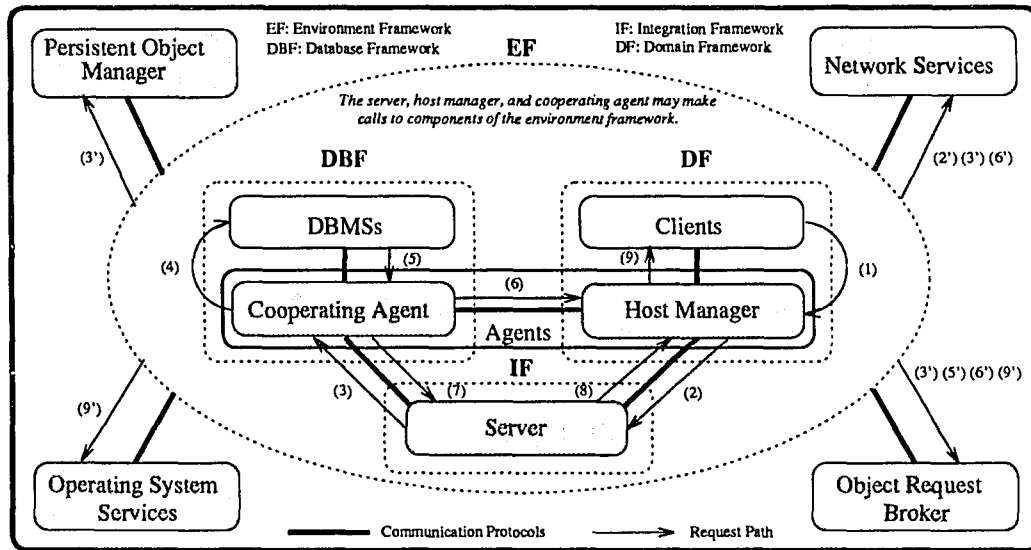 EF: Environment Framework
IF: Integration Framework
DBF: Database Framework
DF: Domain Framework
Persistent Object
Manager
EF
Network Services
The server, host manager, and cooperating agent may make
calls to components of the environment framework.
(3')
(2') (3') (6')
DBF
DF
DBMSs
Clients
(4)
(5)
(9)
(1)
(6)
Cooperating Agent
Host Manager
Agents
IF
(3)
(7)
(8)
(2)
(3') (5') (6') (9')
(9')
Server
Operating System
Services
Object Request
Broker
Communication Protocols
Request Path